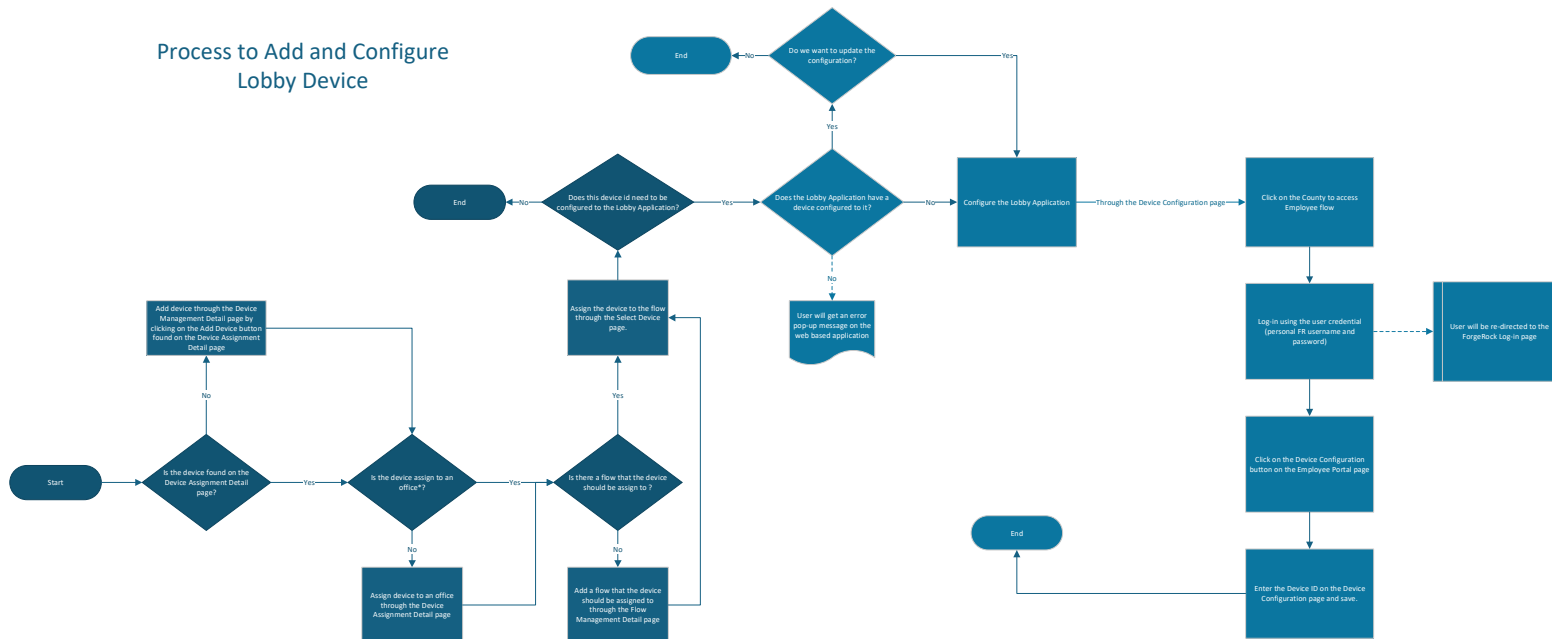 Process to Add and Configure
Lobby Device
End
No
Do we want to update the
configuration?
Yes
Yes
End
No
Does this device id need to be
configured to the Lobby Application?
Yes
Does the Lobby Application have a
device configured to it?
No
Configure the Lobby Application
Through the Device Configuration page
Click on the County to access
Employee flow
No
Add device through the Device
Management Detail page by
clicking on the Add Device button
found on the Device Assignment
Detail page
Assign the device to the flow
through the Select Device
page.
User will get an error
pop-up message on the
web based application
Log-in using the user credential
(personal FR username and
password)
User will be re-directed to the
ForgeRock Log-in page
No
Yes
Start
Is the device found on the
Device Assignment Detail
page?
Yes
Is the device assign to an
office*?
Yes
Is there a flow that the device
should be assign to ?
Click on the Device Configuration
button on the Employee Portal page
No
No
End
Assign device to an office
through the Device
Assignment Detail page
Add a flow that the device
should be assigned to
through the Flow
Management Detail page
Enter the Device ID on the Device
Configuration page and save.